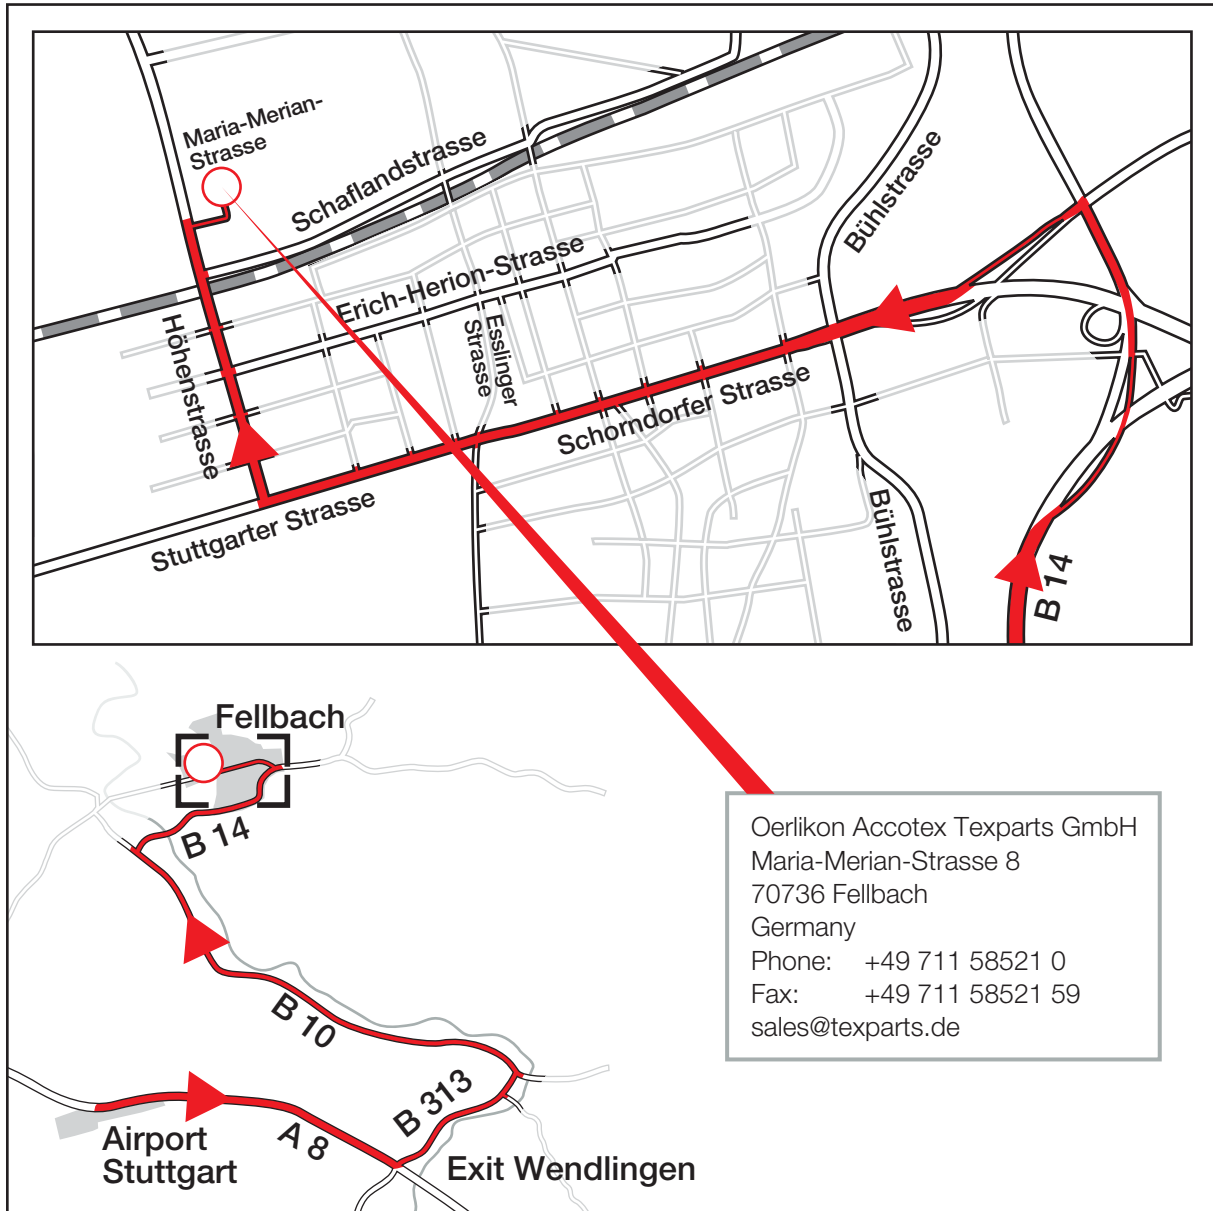 Maria-Merian-
Strasse
Schaflandstrasse
Bühlstrasse
Erich-Herion-Strasse
Esslinger
Strasse
Höhenstrasse
Schorndorfer Strasse
Stuttgarter Strasse
Bühlstrasse
B 14
Fellbach
B 14
B 10
B 313
A 8
Airport
Stuttgart
Exit Wendlingen
Oerlikon Accotex Texparts GmbH
Maria-Merian-Strasse 8
70736 Fellbach
Germany
Phone: +49 711 58521 0
Fax: +49 711 58521 59
sales@texparts.de